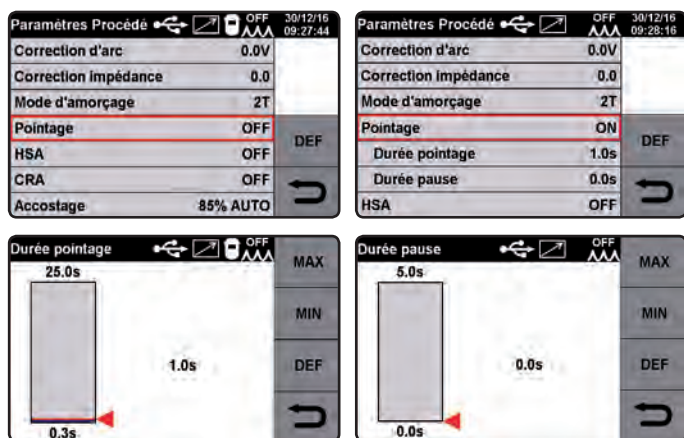 Paramètres Procédé OFF 30/12/16
09:27:44
Correction d'arc 0.0V
Correction impédance 0.0
Mode d'amorçage 2T
Pointage OFF
DEF
HSA OFF
CRA OFF
Accostage 85% AUTO
Paramètres Procédé OFF 30/12/16
09:28:16
Correction d'arc 0.0V
Correction impédance 0.0
Mode d'amorçage 2T
Pointage ON
DEF
Durée pointage 1.0s
Durée pause 0.0s
HSA OFF
Durée pointage OFF
MAX
25.0s
MIN
1.0s DEF
0.3s
Durée pause OFF
MAX
5.0s
MIN
0.0s DEF
0.0s